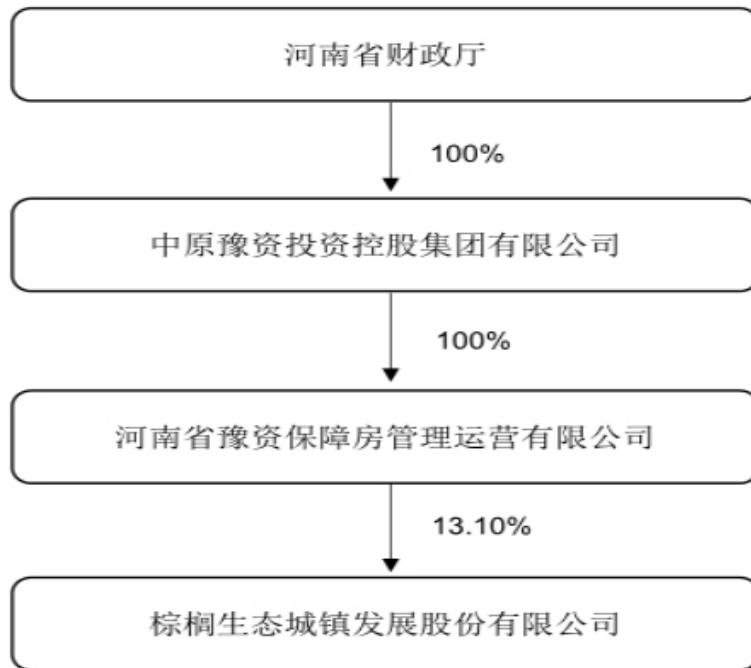 河南省财政厅
100%
中原豫资投资控股集团有限公司
100%
河南省豫资保障房管理运营有限公司
13.10%
棕榈生态城镇发展股份有限公司